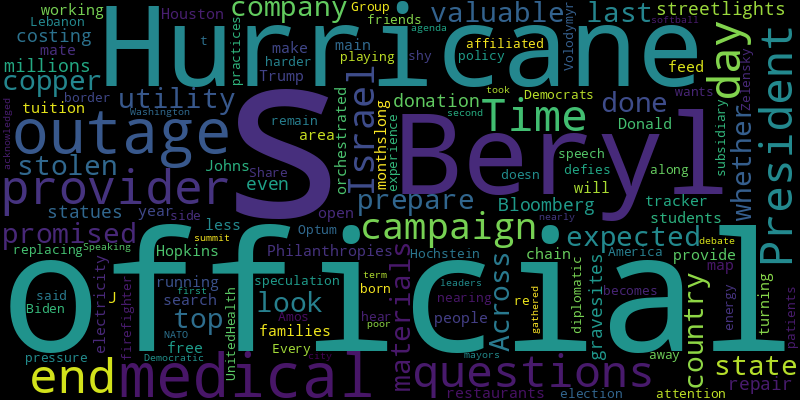 working
Lebanon
costing
mate
millions
copper
Hurricane
Houston
t
practices
company
Group
friends
shy
agenda
affiliated
main
playing
policy
make
harder
Trump
valuable
Volodymyr
last
streetlights
softball
feed
day
wants
Zelensky
President
tuition
border
Washington
utility
acknowledged
outage
stolen
provider
statues
year
side
promised
replacing
Speaking
summit
Hopkins
less
Johns
even
area
remain
Share
open
Optum
S
orchestrated
Israel
monthslong
experience
donation
took
second
Time
Democrats
Donald
done
speech
doesn
defies
will
along
subsidiary
whether
prepare
Beryl
Bloomberg
tracker
students
campaign
expected
Philanthropies
Hochstein
chain
America
provide
nearly
debate
map
official
electricity
said
Biden
J
firefighter
pressure
NATO
Democratic
first
running
search
top
free
UnitedHealth
speculation
look
families
Amos
Every
city
term
born
hear
poor
materials
nearing
people
leaders
becomes
mayors
Across
re
gathered
diplomatic
gravesites
election
away
country
energy
turning
patients
state
repair
attention
end
medical
questions
restaurants